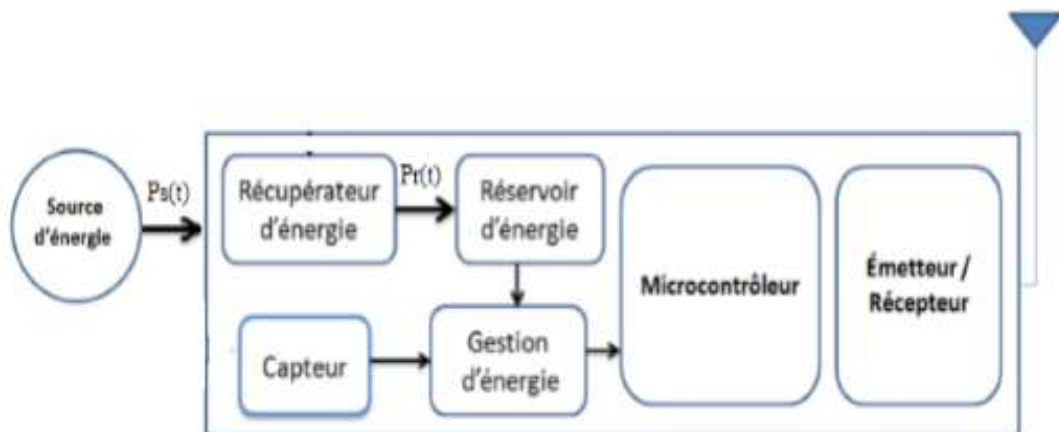 Source
d'énergie
Ps(t)
Récupérateur
d'énergie
Pr(t)
Réservoir
d'énergie
Capteur
Gestion
d'énergie
Microcontrôleur
Émetteur /
Récepteur